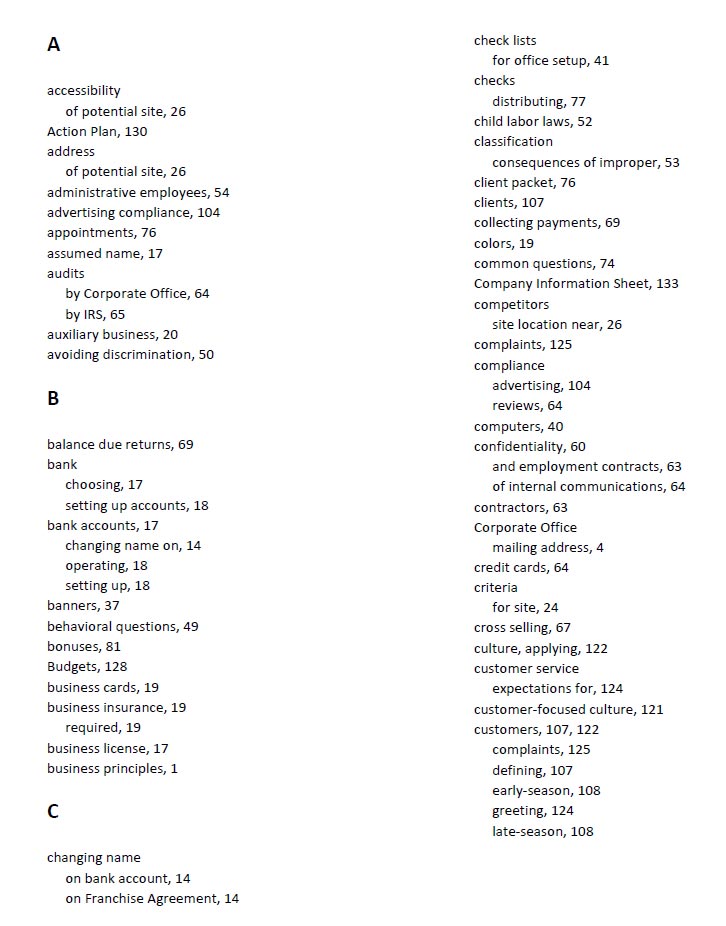 A
accessibility
of potential site, 26
Action Plan, 130
address
of potential site, 26
administrative employees, 54
advertising compliance, 104
appointments, 76
assumed name, 17
audits
by Corporate Office, 64
by IRS, 65
auxiliary business, 20
avoiding discrimination, 50
B
balance due returns, 69
bank
choosing, 17
setting up accounts, 18
bank accounts, 17
changing name on, 14
operating, 18
setting up, 18
banners, 37
behavioral questions, 49
bonuses, 81
Budgets, 128
business cards, 19
business insurance, 19
required, 19
business license, 17
business principles, 1
C
changing name
on bank account, 14
on Franchise Agreement, 14
check lists
for office setup, 41
checks
distributing, 77
child labor laws, 52
classification
consequences of improper, 53
client packet, 76
clients, 107
collecting payments, 69
colors, 19
common questions, 74
Company Information Sheet, 133
competitors
site location near, 26
complaints, 125
compliance
advertising, 104
reviews, 64
computers, 40
confidentiality, 60
and employment contracts, 63
of internal communications, 64
contractors, 63
Corporate Office
mailing address, 4
credit cards, 64
criteria
for site, 24
cross selling, 67
culture, applying, 122
customer service
expectations for, 124
customer-focused culture, 121
customers, 107, 122
complaints, 125
defining, 107
early-season, 108
greeting, 124
late-season, 108